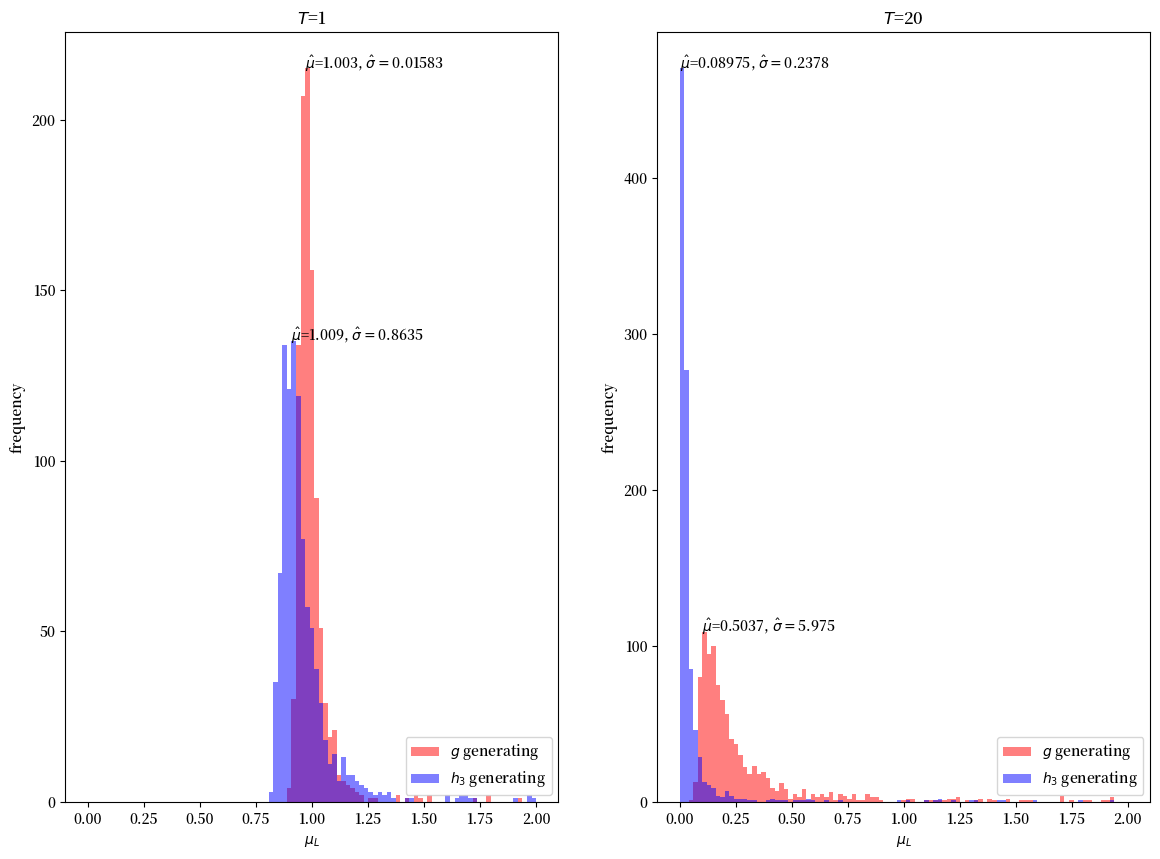 T=1
μ̂=1.003, σ̂ = 0.01583
μ̂=1.009, σ̂ = 0.8635
frequency
200
150
100
50
0
0.00 0.25 0.50 0.75 1.00 1.25 1.50 1.75 2.00
μ_L
g generating
h₃ generating
T=20
μ̂=0.08975, σ̂ = 0.2378
μ̂=0.5037, σ̂ = 5.975
frequency
400
300
200
100
0
0.00 0.25 0.50 0.75 1.00 1.25 1.50 1.75 2.00
μ_L
g generating
h₃ generating